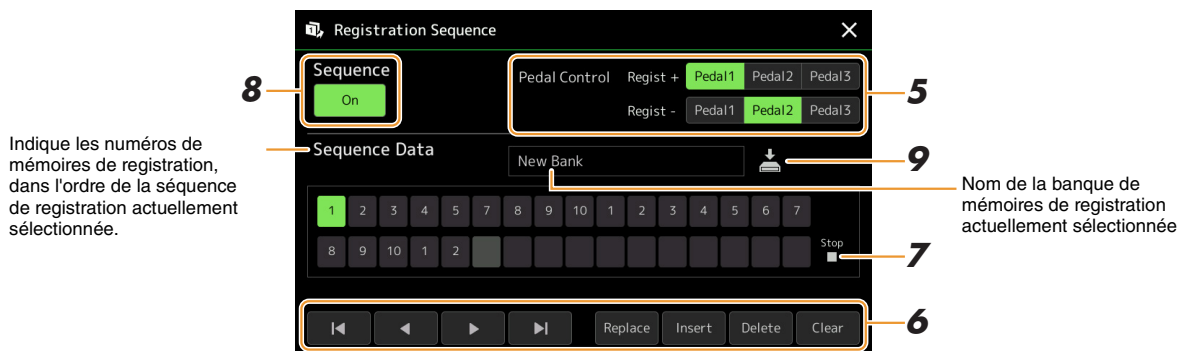 Registration Sequence
Sequence
On
8
Pedal Control Regist + Pedal1 Pedal2 Pedal3
Regist - Pedal1 Pedal2 Pedal3
5
Indique les numéros de
mémoires de registration,
dans l'ordre de la séquence
de registration actuellement
sélectionnée.
Sequence Data
New Bank
9
Nom de la banque de
mémoires de registration
actuellement sélectionnée
1 2 3 4 5 7 8 9 10 1 2 3 4 5 6 7
8 9 10 1 2
Stop
7
Replace Insert Delete Clear
6